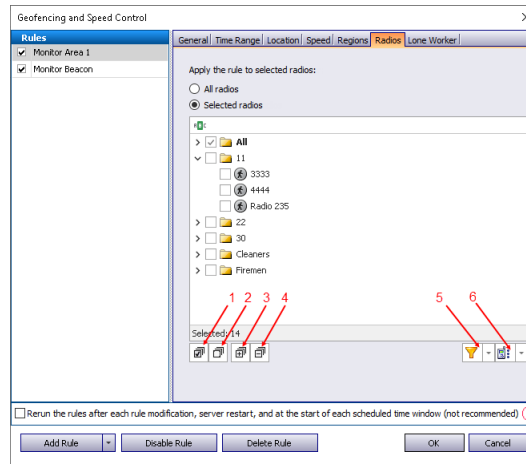 Geofencing and Speed Control
Rules
Monitor Area 1
Monitor Beacon
General Time Range Location Speed Regions Radios Lone Worker
Apply the rule to selected radios:
All radios
Selected radios
All
11
3333
4444
Radio 235
22
30
Cleaners
Firemen
1 2 3 4 5 6
Selected: 14
Rerun the rules after each rule modification, server restart, and at the start of each scheduled time window (not recommended)
Add Rule Disable Rule Delete Rule OK Cancel